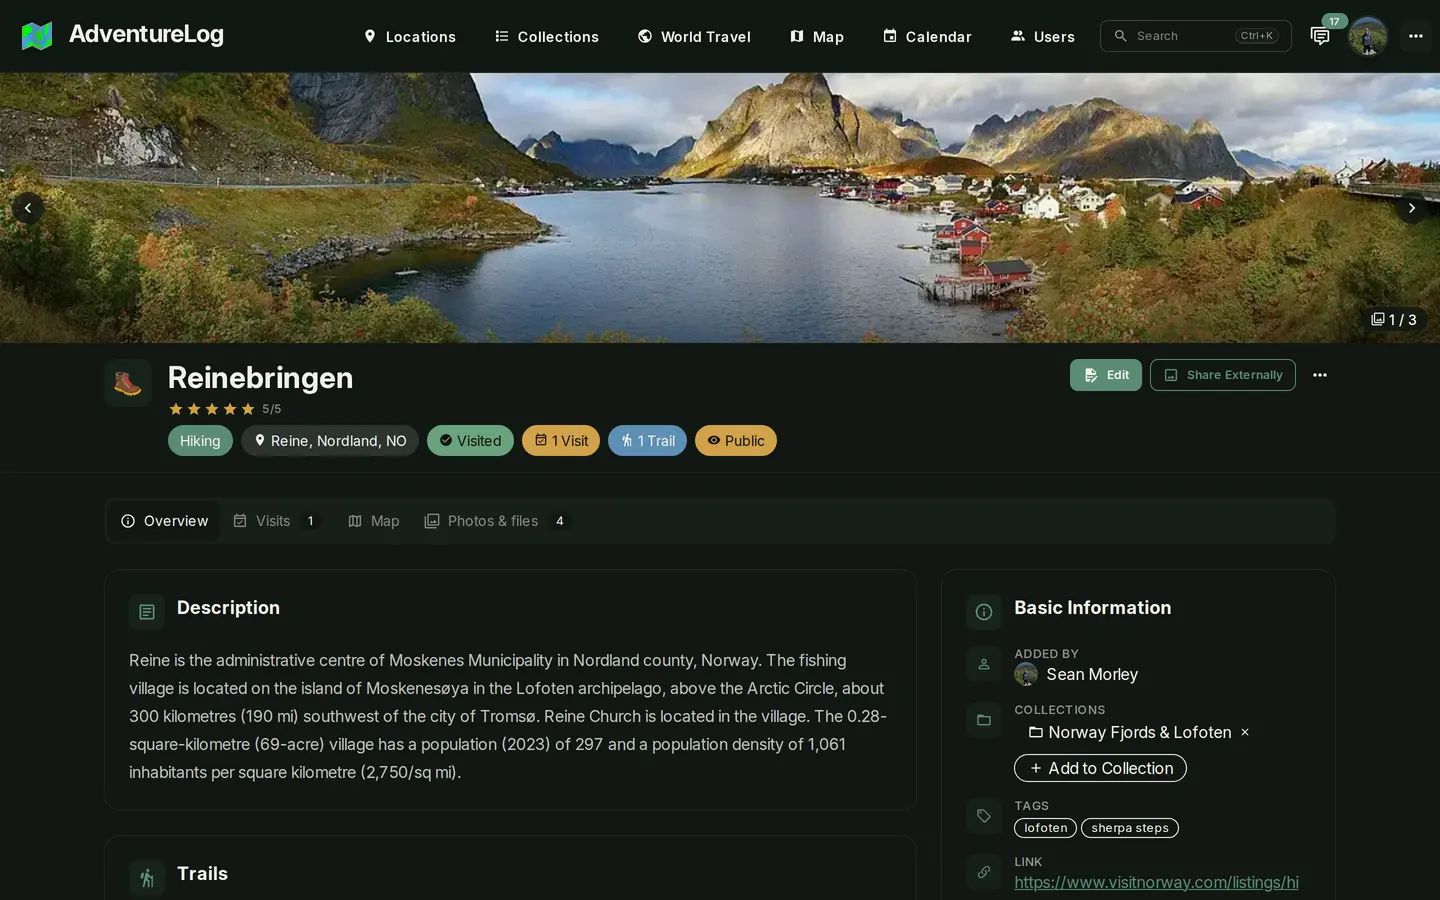 AdventureLog
Locations
Collections
World Travel
Map
Calendar
Users
Search
Ctrl+K
17
1 / 3
Reinebringen
Edit
Share Externally
5/5
Hiking
Reine, Nordland, NO
Visited
1 Visit
1 Trail
Public
Overview
Visits 1
Map
Photos & files 4
Description
Reine is the administrative centre of Moskenes Municipality in Nordland county, Norway. The fishing
village is located on the island of Moskenesøya in the Lofoten archipelago, above the Arctic Circle, about
300 kilometres (190 mi) southwest of the city of Tromsø. Reine Church is located in the village. The 0.28-
square-kilometre (69-acre) village has a population (2023) of 297 and a population density of 1,061
inhabitants per square kilometre (2,750/sq mi).
Trails
Basic Information
ADDED BY
Sean Morley
COLLECTIONS
Norway Fjords & Lofoten ×
+ Add to Collection
TAGS
lofoten
sherpa steps
LINK
https://www.visitnorway.com/listings/hi